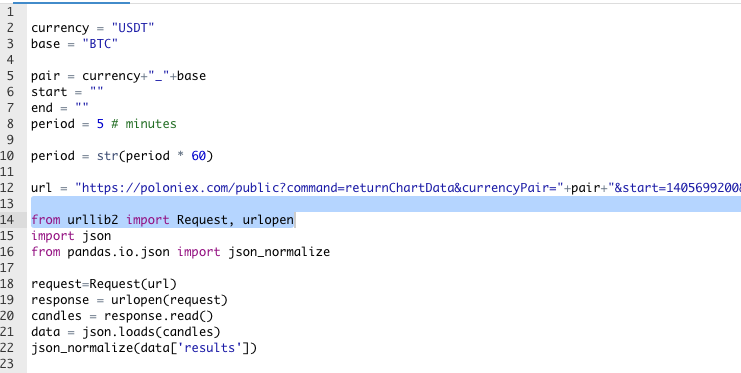 1
2 currency = "USDT"
3 base = "BTC"
4
5 pair = currency+"_"+base
6 start = ""
7 end = ""
8 period = 5 # minutes
9
10 period = str(period * 60)
11
12 url = "https://poloniex.com/public?command=returnChartData&currencyPair="+pair+"&start=1405699200&
13
14 from urllib2 import Request, urlopen
15 import json
16 from pandas.io.json import json_normalize
17
18 request=Request(url)
19 response = urlopen(request)
20 candles = response.read()
21 data = json.loads(candles)
22 json_normalize(data['results'])
23